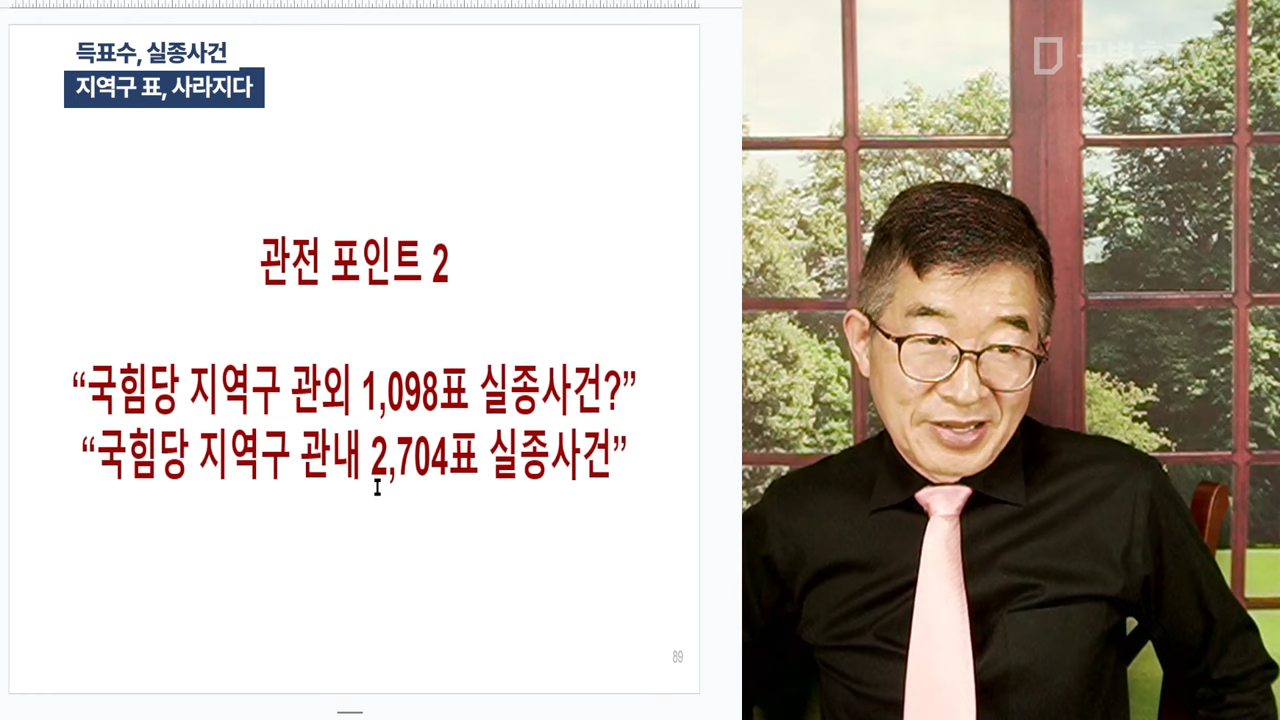 득표수, 실종사건
지역구 표, 사라지다
관전 포인트 2
“국힘당 지역구 관외 1,098표 실종사건?”
“국힘당 지역구 관내 2,704표 실종사건”
89